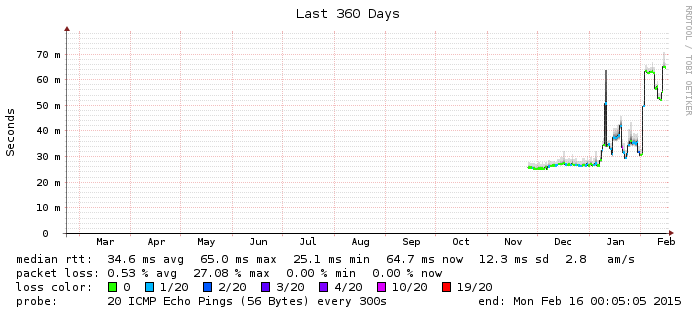 Last 360 Days
RRDTOOL / TOBI OETIKER
Seconds
70 m
60 m
50 m
40 m
30 m
20 m
10 m
0
Mar Apr May Jun Jul Aug Sep Oct Nov Dec Jan Feb
median rtt: 34.6 ms avg 65.0 ms max 25.1 ms min 64.7 ms now 12.3 ms sd 2.8 am/s
packet loss: 0.53 % avg 27.08 % max 0.00 % min 0.00 % now
loss color: 0 1/20 2/20 3/20 4/20 10/20 19/20
probe: 20 ICMP Echo Pings (56 Bytes) every 300s end: Mon Feb 16 00:05:05 2015